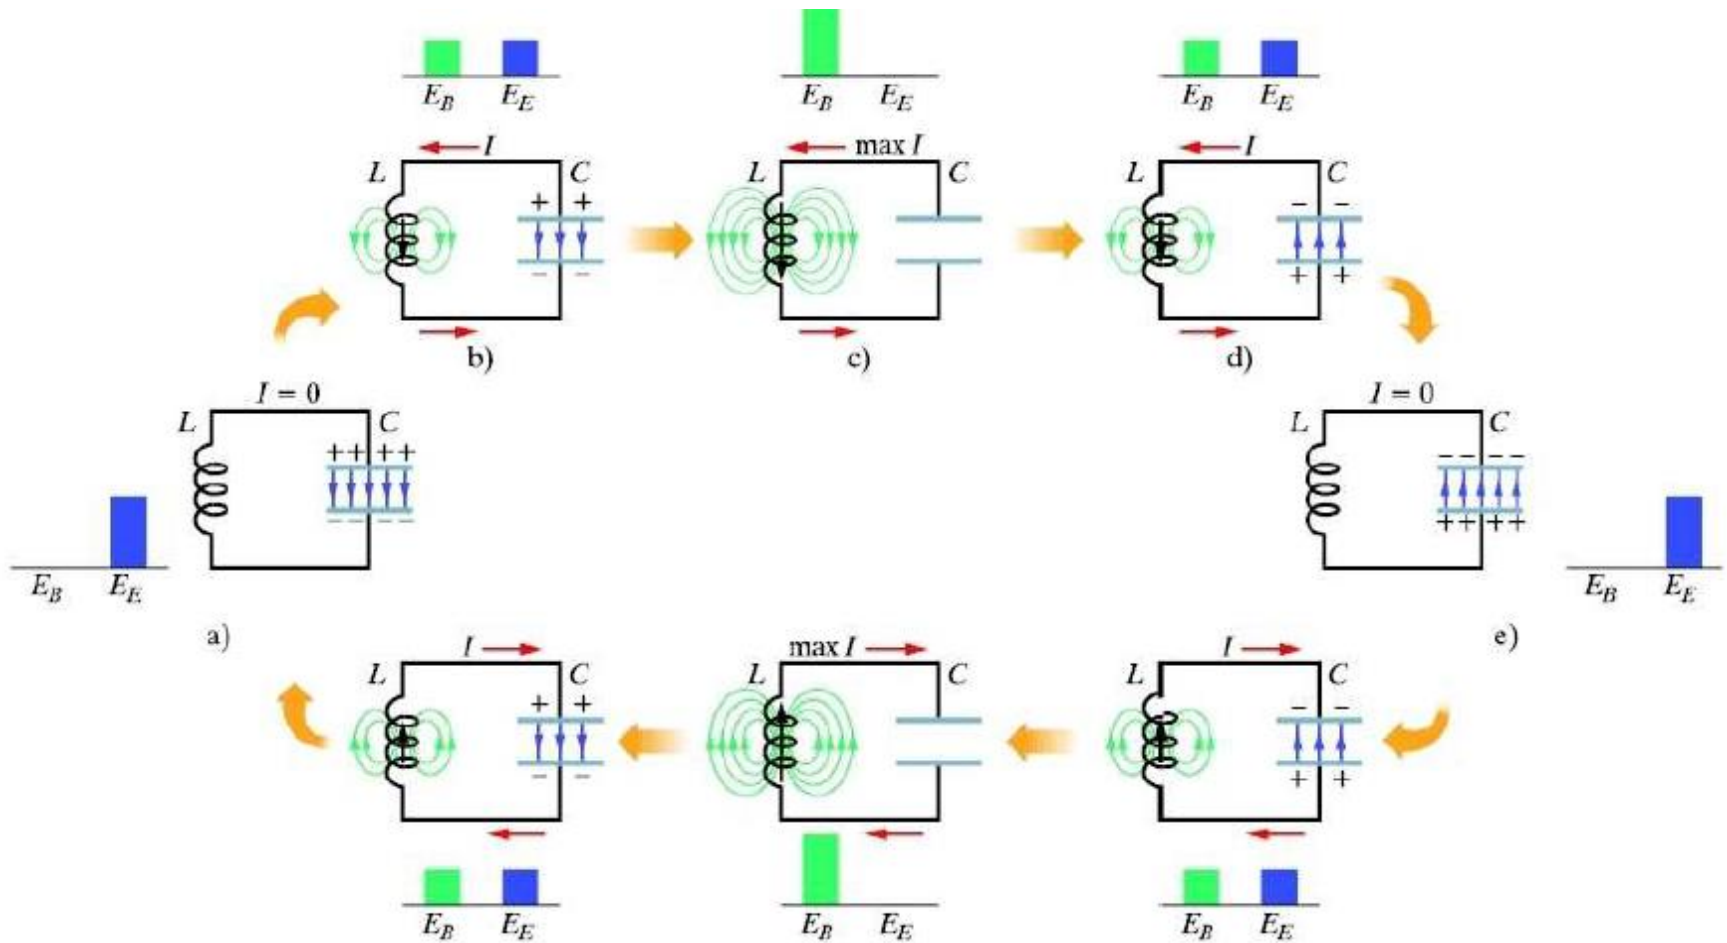 E_B E_E
E_B E_E
E_B E_E
I
max I
I
L C
L C
L C
+ +
− −
− −
+ +
b)
c)
d)
I = 0
I = 0
L C
L C
++++
−−−−
−−−−
++++
E_B E_E
E_B E_E
a)
e)
I
max I
I
L C
L C
L C
+ +
− −
− −
+ +
E_B E_E
E_B E_E
E_B E_E